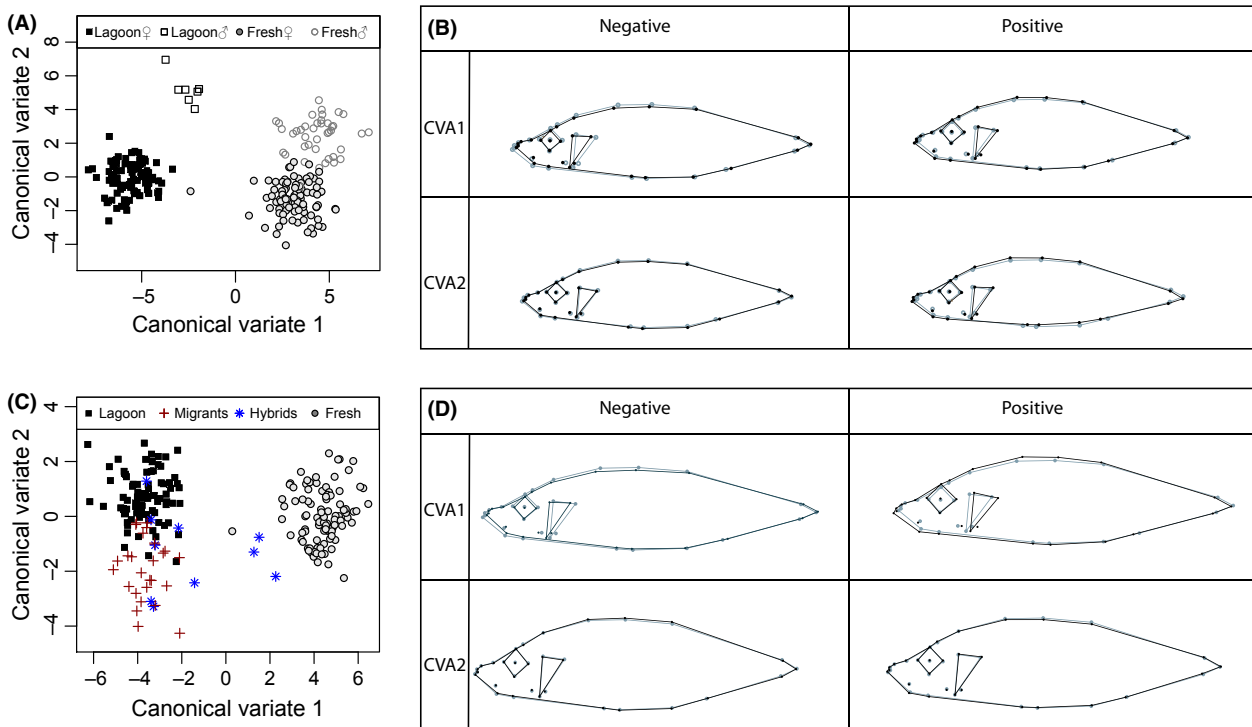 (A)
Lagoon♀ Lagoon♂ Fresh♀ Fresh♂
8
6
4
2
0
−2
−4
Canonical variate 2
−5 0 5
Canonical variate 1
(B)
Negative Positive
CVA1
CVA2
(C)
Lagoon Migrants Hybrids Fresh
4
2
0
−2
−4
Canonical variate 2
−6 −4 −2 0 2 4 6
Canonical variate 1
(D)
Negative Positive
CVA1
CVA2